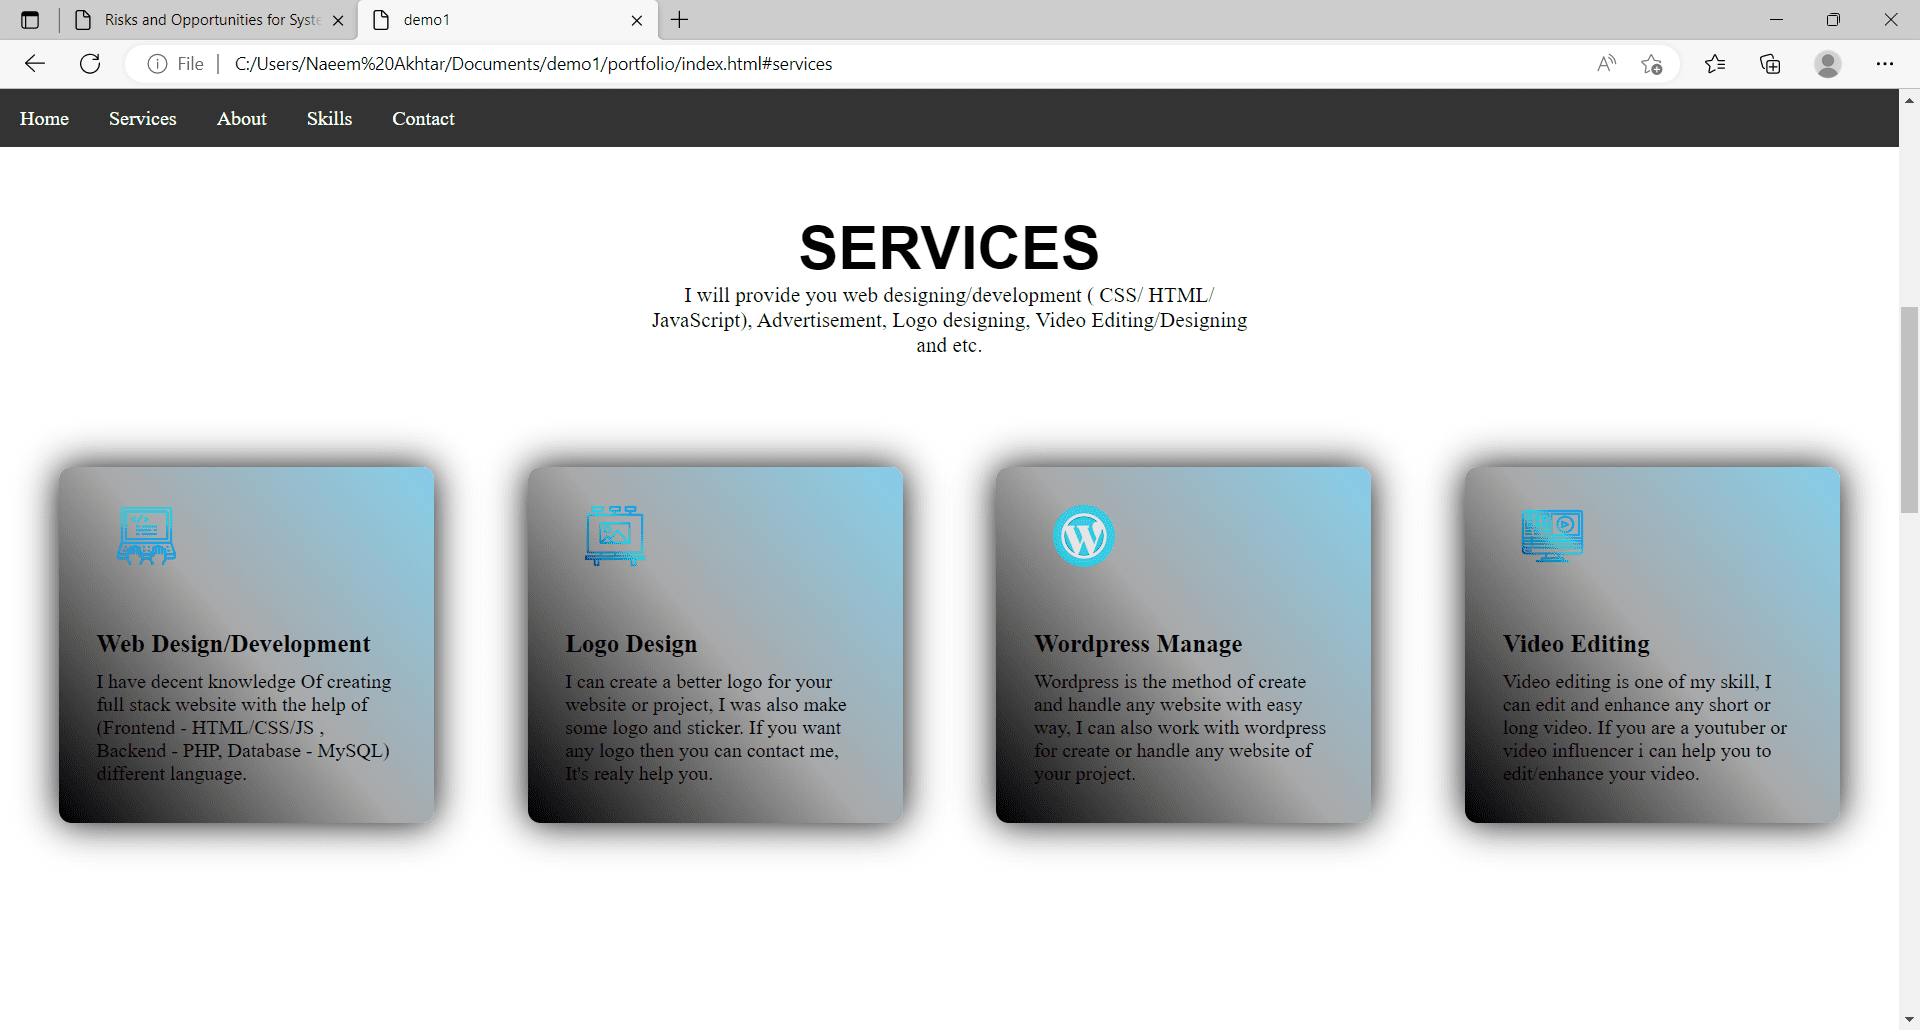 Risks and Opportunities for Syste
demo1
File
C:/Users/Naeem%20Akhtar/Documents/demo1/portfolio/index.html#services
Home Services About Skills Contact
SERVICES
I will provide you web designing/development ( CSS/ HTML/
JavaScript), Advertisement, Logo designing, Video Editing/Designing
and etc.
Web Design/Development
I have decent knowledge Of creating
full stack website with the help of
(Frontend - HTML/CSS/JS ,
Backend - PHP, Database - MySQL)
different language.
Logo Design
I can create a better logo for your
website or project, I was also make
some logo and sticker. If you want
any logo then you can contact me,
It's realy help you.
Wordpress Manage
Wordpress is the method of create
and handle any website with easy
way, I can also work with wordpress
for create or handle any website of
your project.
Video Editing
Video editing is one of my skill, I
can edit and enhance any short or
long video. If you are a youtuber or
video influencer i can help you to
edit/enhance your video.